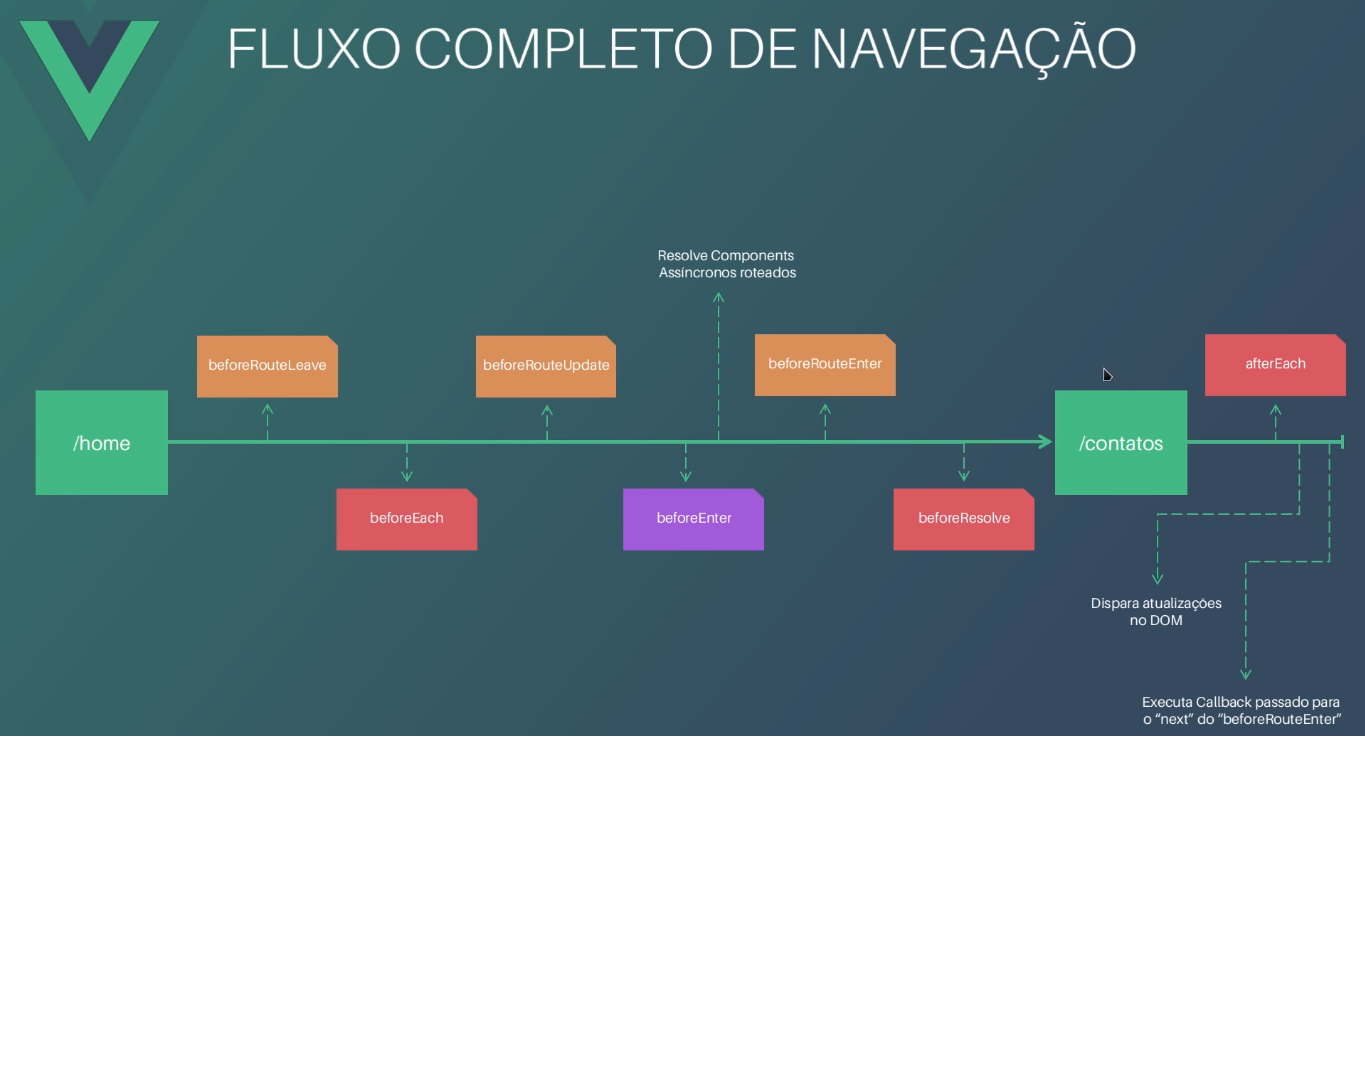 FLUXO COMPLETO DE NAVEGAÇÃO
Resolve Components
Assíncronos roteados
beforeRouteLeave
beforeRouteUpdate
beforeRouteEnter
afterEach
/home
/contatos
beforeEach
beforeEnter
beforeResolve
Dispara atualizações
no DOM
Executa Callback passado para
o “next” do “beforeRouteEnter”